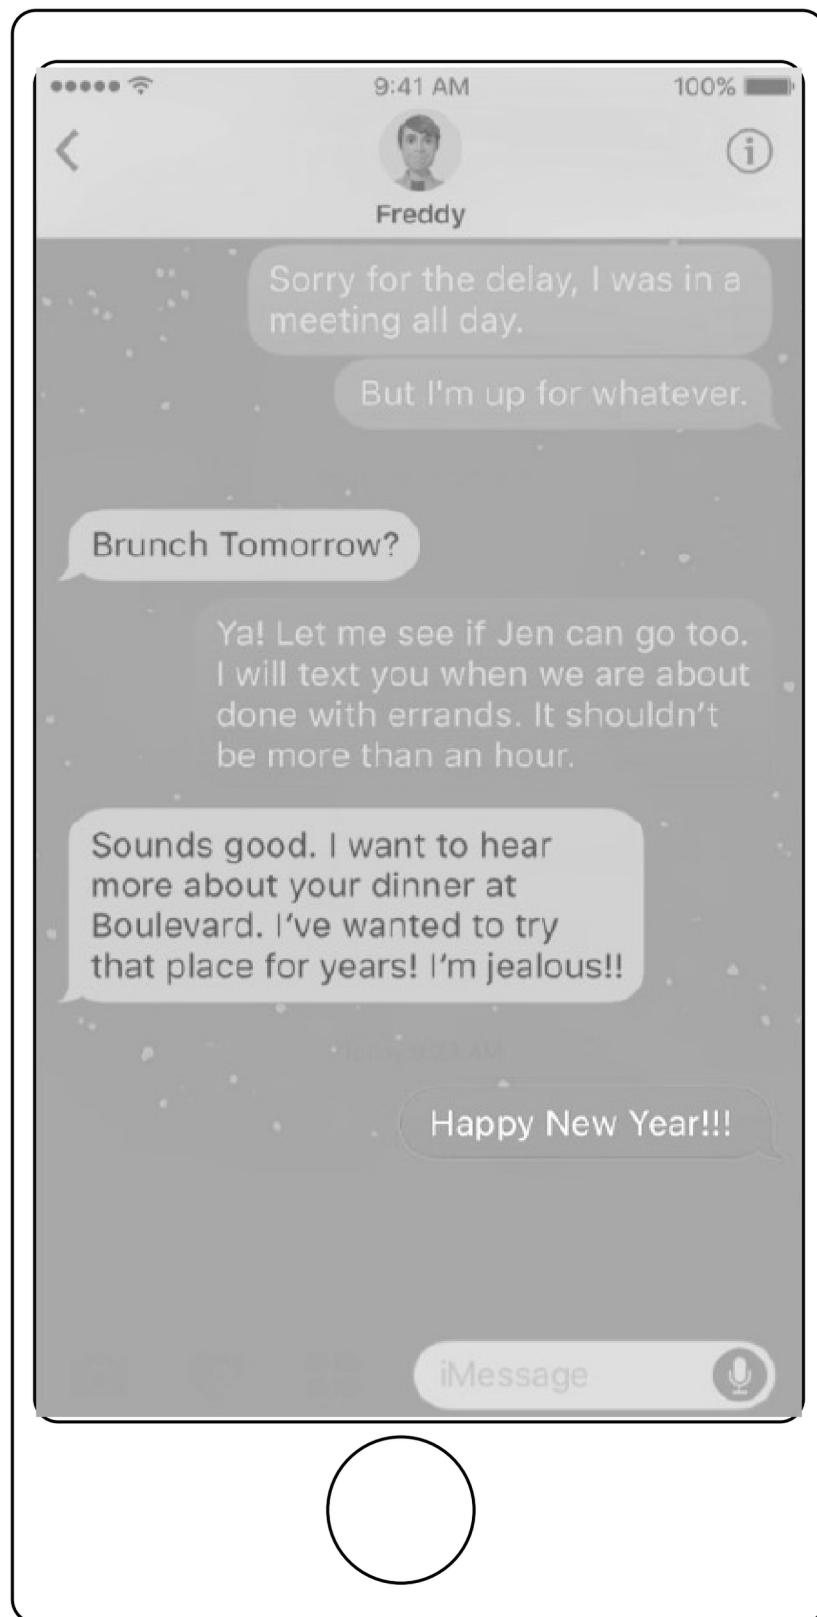 9:41 AM
100%
Freddy
Sorry for the delay, I was in a
meeting all day.
But I'm up for whatever.
Brunch Tomorrow?
Ya! Let me see if Jen can go too.
I will text you when we are about
done with errands. It shouldn’t
be more than an hour.
Sounds good. I want to hear
more about your dinner at
Boulevard. I’ve wanted to try
that place for years! I’m jealous!!
AM
Happy New Year!!!
iMessage